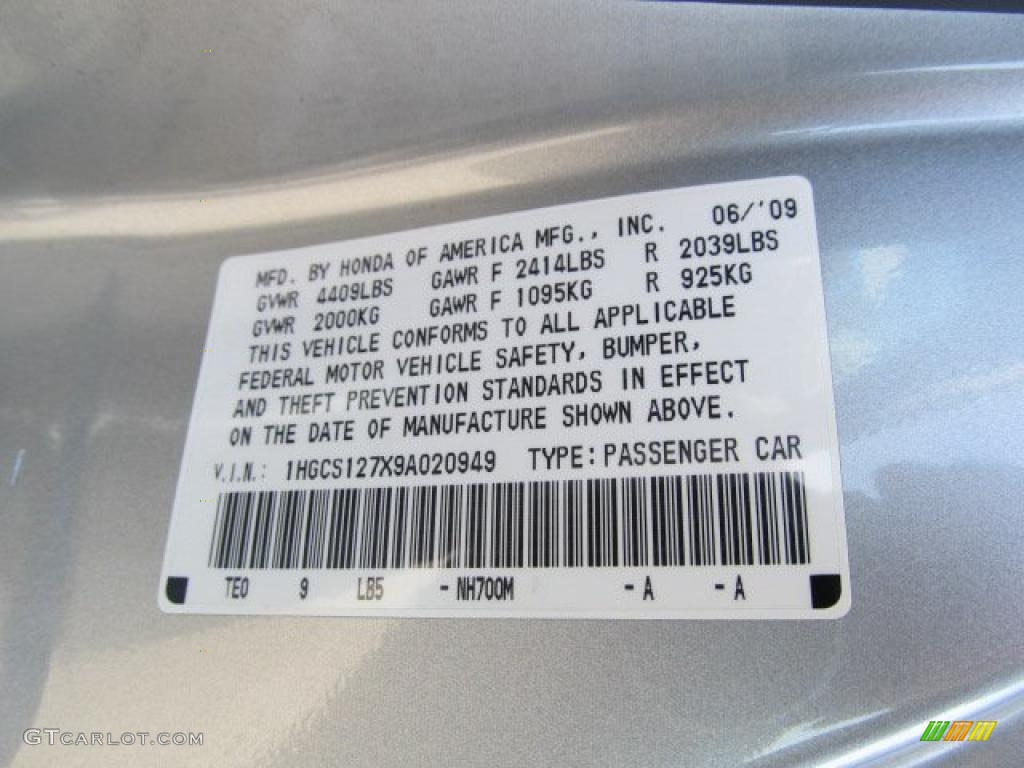 MFD. BY HONDA OF AMERICA MFG., INC. 06/'09
GVWR 4409LBS GAWR F 2414LBS R 2039LBS
GVWR 2000KG GAWR F 1095KG R 925KG
THIS VEHICLE CONFORMS TO ALL APPLICABLE
FEDERAL MOTOR VEHICLE SAFETY, BUMPER,
AND THEFT PREVENTION STANDARDS IN EFFECT
ON THE DATE OF MANUFACTURE SHOWN ABOVE.
V.I.N.: 1HGCS127X9A020949 TYPE:PASSENGER CAR
TE0 9 LB5 -NH700M -A -A
GTCARLOT.COM